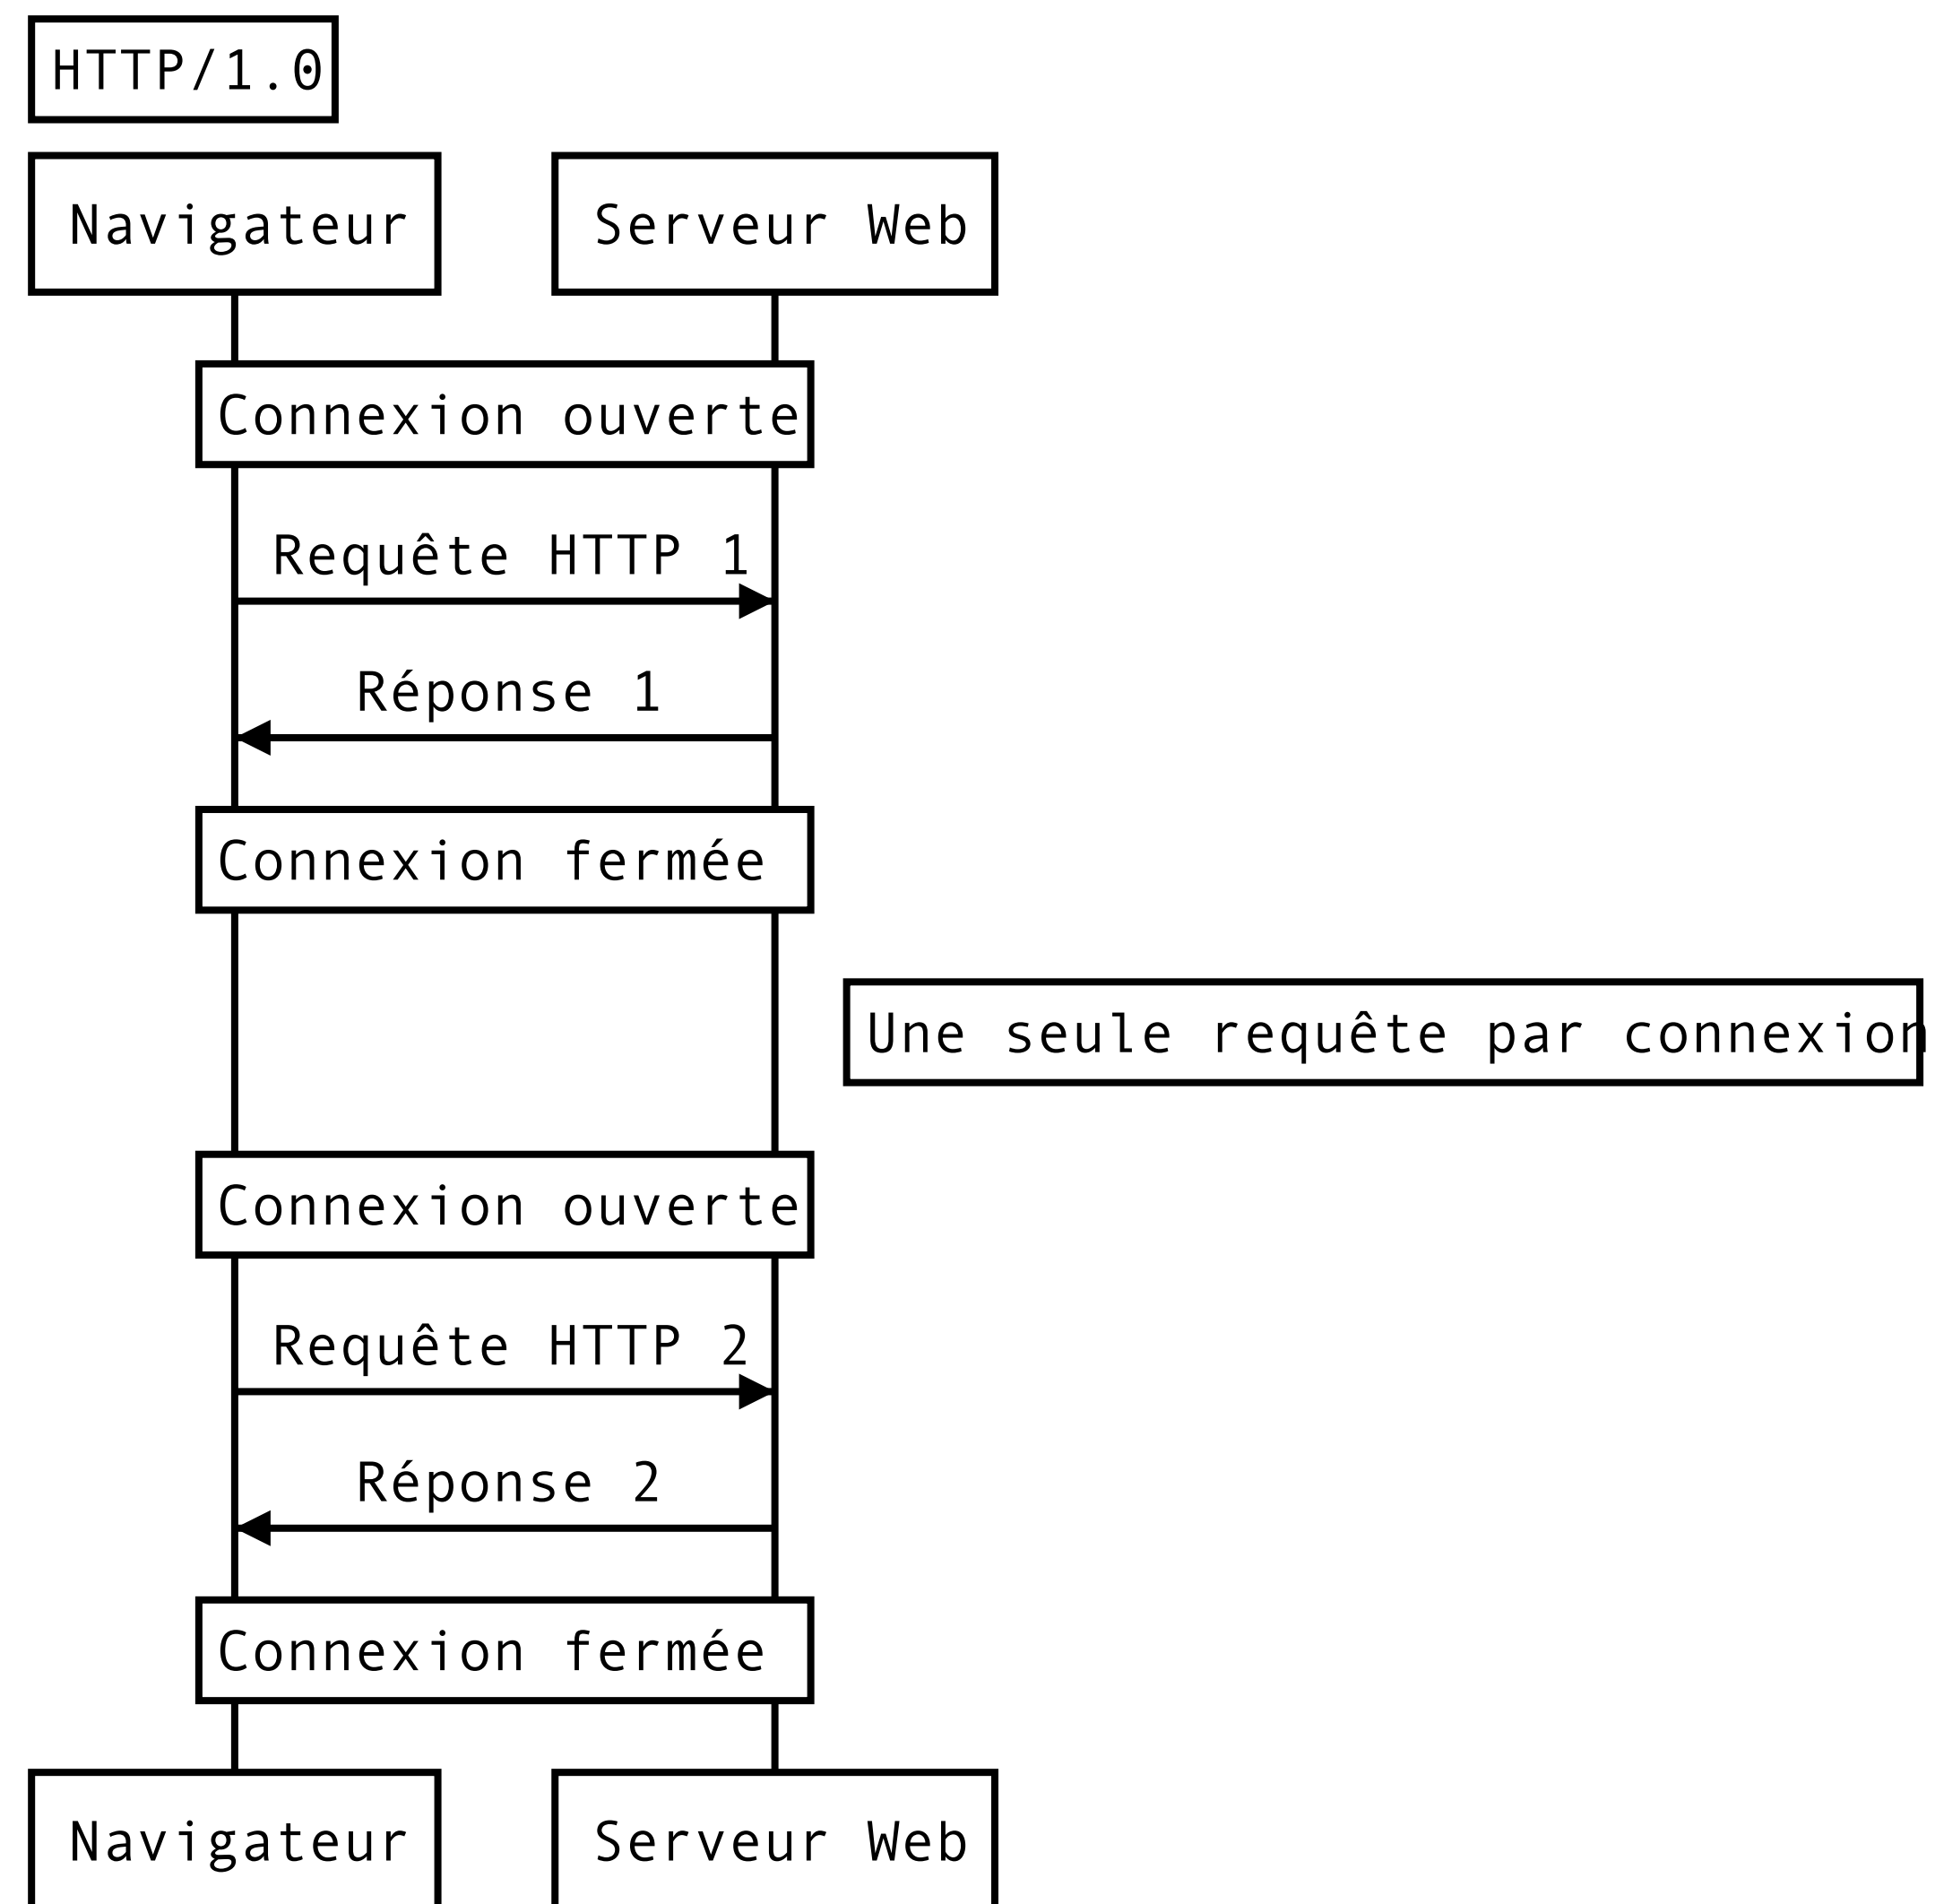 HTTP/1.0
Navigateur
Serveur Web
Connexion ouverte
Requête HTTP 1
Réponse 1
Connexion fermée
Une seule requête par connexion
Connexion ouverte
Requête HTTP 2
Réponse 2
Connexion fermée
Navigateur
Serveur Web